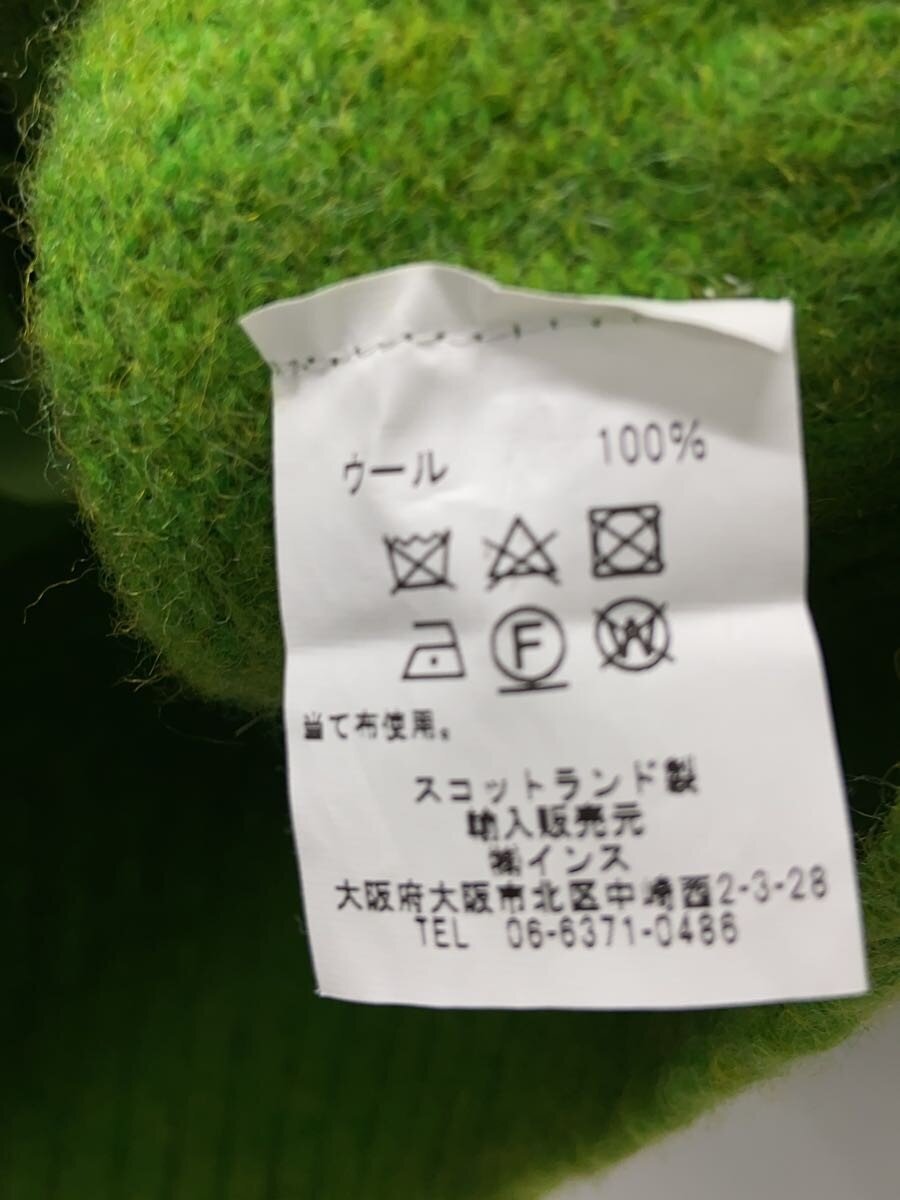 ウール 100%
F W
当て布使用。
スコットランド製
輸入販売元
㈱インス
大阪府大阪市北区中崎西2-3-28
TEL 06-6371-0486